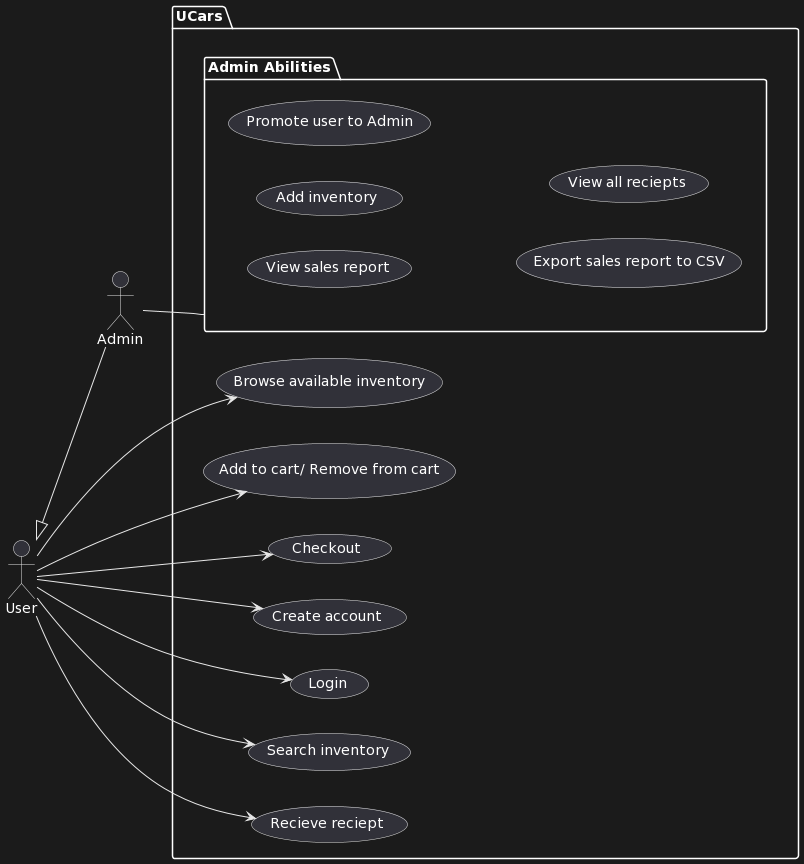 UCars
Admin Abilities
Promote user to Admin
Add inventory
View all reciepts
View sales report
Export sales report to CSV
Admin
Browse available inventory
Add to cart/ Remove from cart
Checkout
User
Create account
Login
Search inventory
Recieve reciept